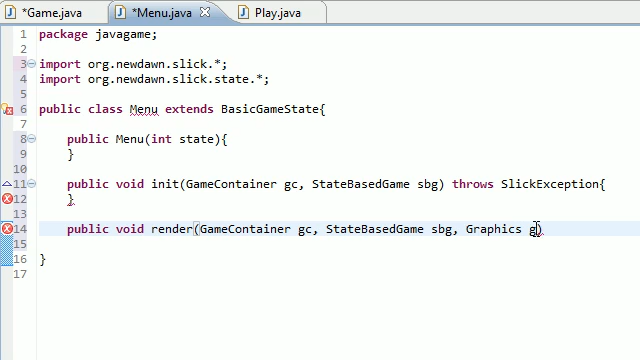 *Game.java *Menu.java Play.java
1 package javagame;
2
3 import org.newdawn.slick.*;
4 import org.newdawn.slick.state.*;
5
6 public class Menu extends BasicGameState{
7
8 public Menu(int state){
9 }
10
11 public void init(GameContainer gc, StateBasedGame sbg) throws SlickException{
12 }
13
14 public void render(GameContainer gc, StateBasedGame sbg, Graphics g)
15
16 }
17